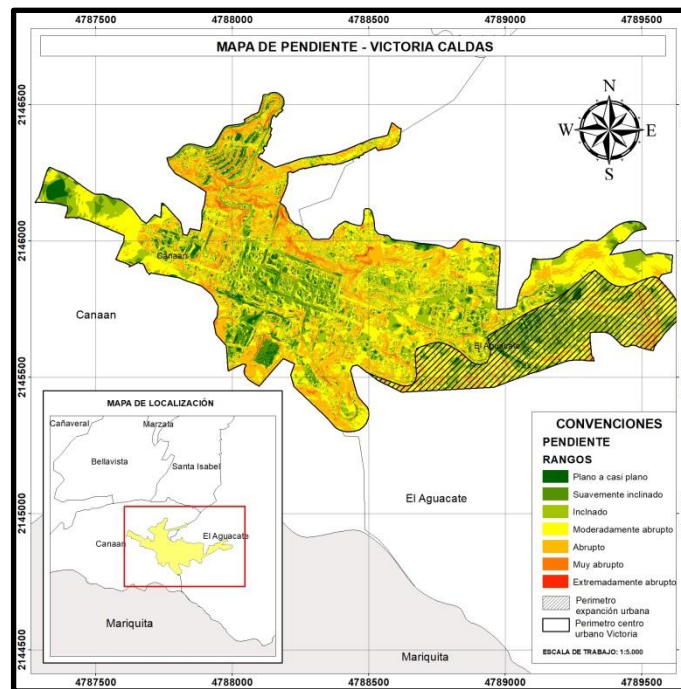 4787500 4788000 4788500 4789000 4789500
MAPA DE PENDIENTE - VICTORIA CALDAS
N
W E
S
2146500
2146000
2145500
2145000
2144500
Canaan
Canaan
El Aguacate
El Aguacate
Mariquita
MAPA DE LOCALIZACIÓN
Cañaveral
Marzata
Bellavista
Santa Isabel
Canaan
El Aguacate
Mariquita
CONVENCIONES
PENDIENTE
RANGOS
Plano a casi plano
Suavemente inclinado
Inclnado
Moderadamente abrupto
Abrupto
Muy abrupto
Extremadamente abrupto
Perimetro
expanción urbana
Perimetro centro
urbano Victoria
ESCALA DE TRABAJO: 1:5.000
4787500 4788000 4788500 4789000 4789500